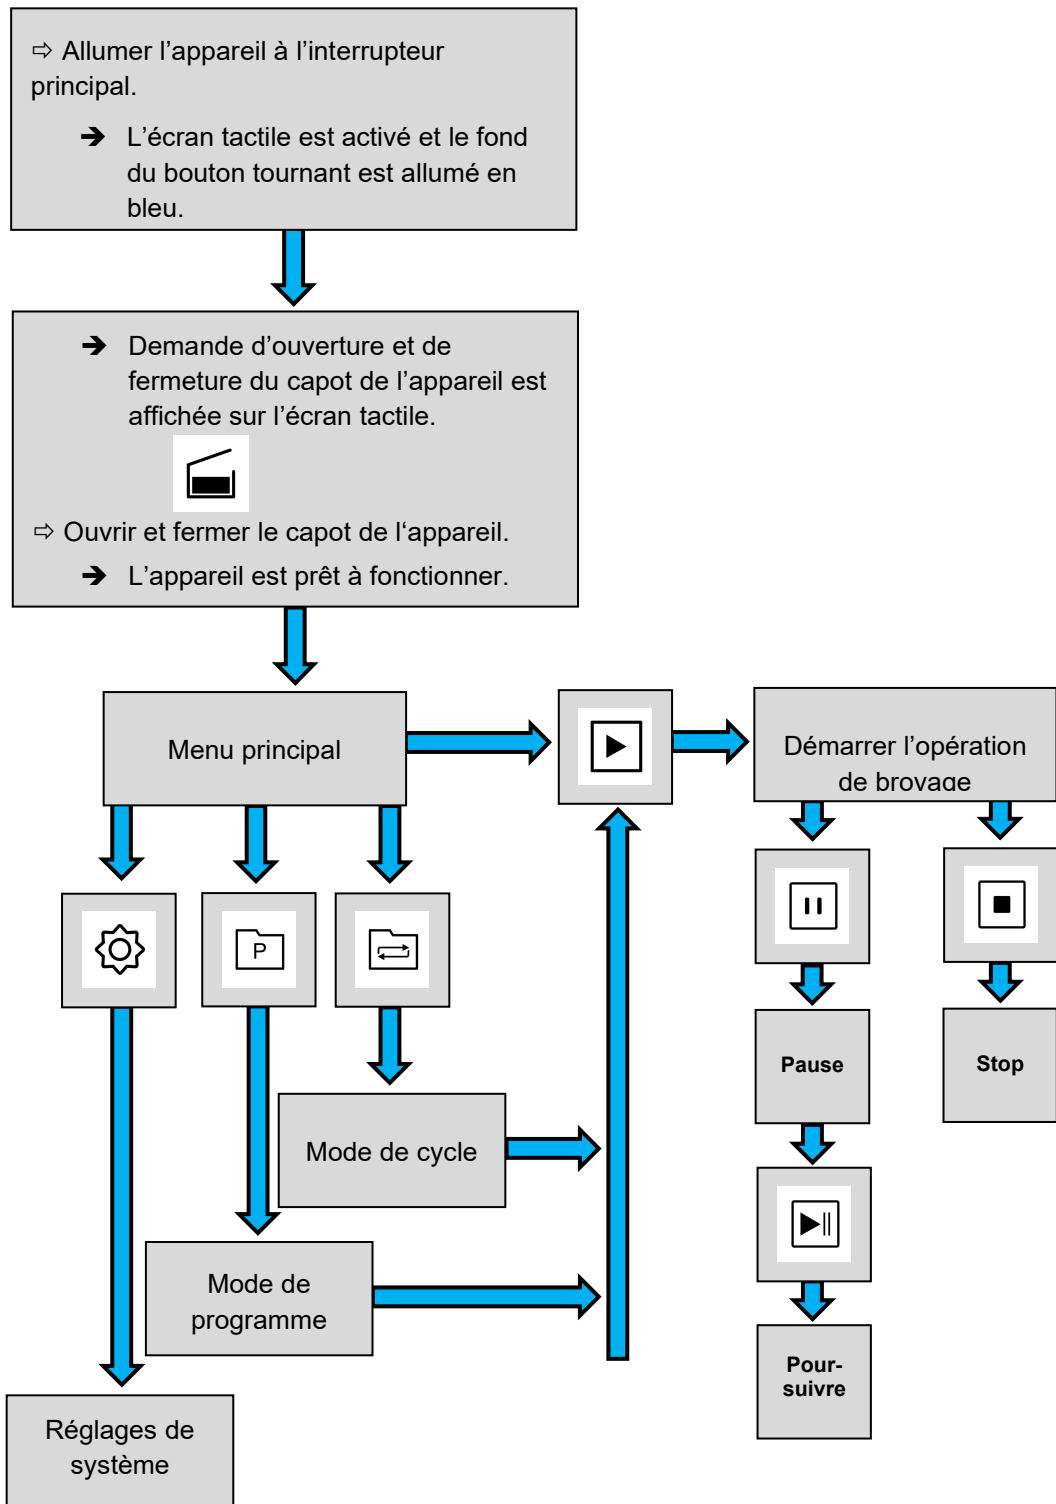 ⇨ Allumer l’appareil à l’interrupteur
principal.
➔ L’écran tactile est activé et le fond
du bouton tournant est allumé en
bleu.
➔ Demande d’ouverture et de
fermeture du capot de l’appareil est
affichée sur l’écran tactile.
⇨ Ouvrir et fermer le capot de l‘appareil.
➔ L’appareil est prêt à fonctionner.
Menu principal
Démarrer l’opération
de broyage
P
Pause
Stop
Mode de cycle
Mode de
programme
Pour-
suivre
Réglages de
système